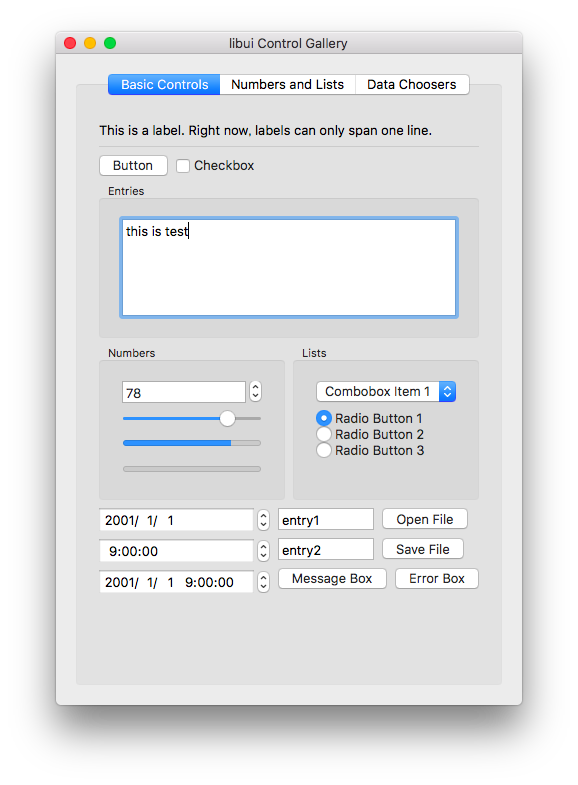 libui Control Gallery
Basic Controls Numbers and Lists Data Choosers
This is a label. Right now, labels can only span one line.
Button Checkbox
Entries
this is test
Numbers
78
Lists
Combobox Item 1
Radio Button 1
Radio Button 2
Radio Button 3
2001/ 1/ 1 entry1 Open File
9:00:00 entry2 Save File
2001/ 1/ 1 9:00:00 Message Box Error Box